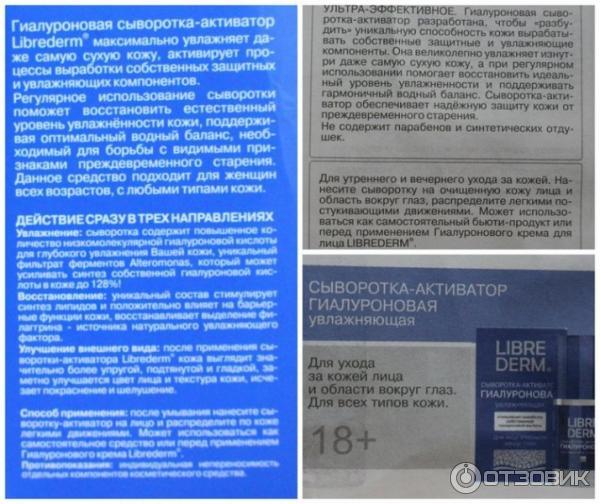 Гиалуроновая сыворотка-активатор
Librederm® максимально увлажняет да-
же самую сухую кожу, активирует про-
цессы выработки собственных защитных
и увлажняющих компонентов.
Регулярное использование сыворотки
поможет восстановить естественный
уровень увлажнённости кожи, поддержи-
вая оптимальный водный баланс, необ-
ходимый для борьбы с видимыми при-
знаками преждевременного старения.
Данное средство подходит для женщин
всех возрастов, с любыми типами кожи.
ДЕЙСТВИЕ СРАЗУ В ТРЕХ НАПРАВЛЕНИЯХ
Увлажнение: сыворотка содержит повышенное ко-
личество низкомолекулярной гиалуроновой кислоты
для глубокого увлажнения Вашей кожи, уникальный
фильтрат ферментов Alteromonas, который может
усиливать синтез собственной гиалуроновой кис-
лоты в коже до 128%!
Восстановление: уникальный состав стимулирует
синтез липидов и положительно влияет на барьер-
ные функции кожи, восстанавливает выделение фи-
лаггрина - источника натурального увлажняющего
фактора.
Улучшение внешнего вида: после применения сы-
воротки-активатора Librederm® кожа выглядит значи-
тельно более упругой, подтянутой и гладкой, за-
метно улучшается цвет лица и текстура кожи, исче-
зает покраснение и шелушение.
Способ применения: после умывания нанесите сы-
воротку-активатор на лицо и распределите по коже
легкими движениями. Может использоваться как
самостоятельное средство или перед применением
Гиалуронового крема Librederm®.
Противопоказания: индивидуальная непереносимость
отдельных компонентов косметического средства.
УЛЬТРА-ЭФФЕКТИВНОЕ. Гиалуроновая сыво-
ротка-активатор разработана, чтобы «разбу-
дить» уникальную способность кожи вырабаты-
вать собственные защитные и увлажняющие
компоненты. Она великолепно увлажняет изнут-
ри даже самую сухую кожу, а при регулярном
использовании помогает восстановить идеаль-
ный уровень увлажненности и поддерживать
гармоничный водный баланс. Сыворотка-акти-
ватор обеспечивает надёжную защиту кожи от
преждевременного старения.
Не содержит парабенов и синтетических отду-
шек.
Для утреннего и вечернего ухода за кожей. На-
несите сыворотку на очищенную кожу лица и
область вокруг глаз, распределите легкими по-
стукивающими движениями. Может использо-
ваться как самостоятельный бьюти-продукт или
перед применением Гиалуронового крема для
лица LIBREDERM®.
СЫВОРОТКА-АКТИВАТОР
ГИАЛУРОНОВАЯ
увлажняющая
Для ухода
за кожей лица
и области вокруг глаз.
Для всех типов кожи.
18+
LIBRE
DERM®
СЫВОРОТКА-АКТИВАТ
ГИАЛУРОНОВА
увлажняющая
LIBRE
DERM
ОТЗОВИК